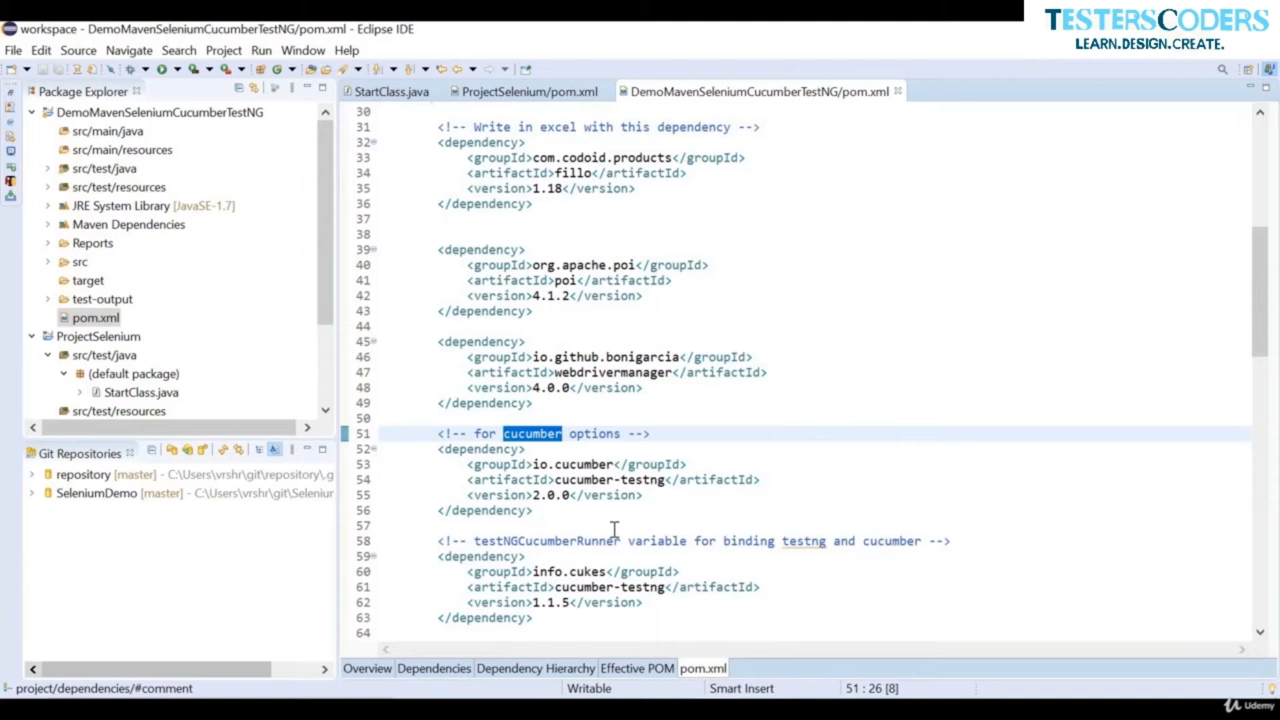 TESTERSCODERS
LEARN.DESIGN.CREATE.
workspace - DemoMavenSeleniumCucumberTestNG/pom.xml - Eclipse IDE
File Edit Source Navigate Search Project Run Window Help
Package Explorer
StartClass.java
ProjectSelenium/pom.xml
DemoMavenSeleniumCucumberTestNG/pom.xml
DemoMavenSeleniumCucumberTestNG
src/main/java
src/main/resources
src/test/java
src/test/resources
JRE System Library [JavaSE-1.7]
Maven Dependencies
Reports
src
target
test-output
pom.xml
ProjectSelenium
src/test/java
(default package)
StartClass.java
src/test/resources
Git Repositories
repository [master] - C:\Users\vrshr\git\repository\.g
SeleniumDemo [master] - C:\Users\vrshr\git\Seleniur
30
31 <!-- Write in excel with this dependency -->
32 <dependency>
33 <groupId>com.codoid.products</groupId>
34 <artifactId>fillo</artifactId>
35 <version>1.18</version>
36 </dependency>
37
38
39 <dependency>
40 <groupId>org.apache.poi</groupId>
41 <artifactId>poi</artifactId>
42 <version>4.1.2</version>
43 </dependency>
44
45 <dependency>
46 <groupId>io.github.bonigarcia</groupId>
47 <artifactId>webdrivermanager</artifactId>
48 <version>4.0.0</version>
49 </dependency>
50
51 <!-- for cucumber options -->
52 <dependency>
53 <groupId>io.cucumber</groupId>
54 <artifactId>cucumber-testng</artifactId>
55 <version>2.0.0</version>
56 </dependency>
57
58 <!-- testNGCucumberRunner variable for binding testng and cucumber -->
59 <dependency>
60 <groupId>info.cukes</groupId>
61 <artifactId>cucumber-testng</artifactId>
62 <version>1.1.5</version>
63 </dependency>
64
Overview Dependencies Dependency Hierarchy Effective POM pom.xml
project/dependencies/#comment
Writable
Smart Insert
51 : 26 [8]
Udemy